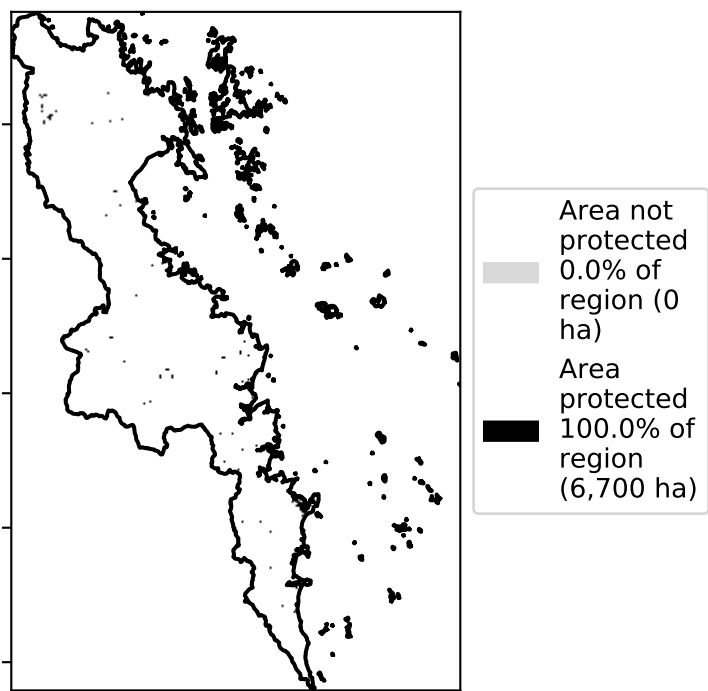 Area not
protected
0.0% of
region (0
ha)
Area
protected
100.0% of
region
(6,700 ha)